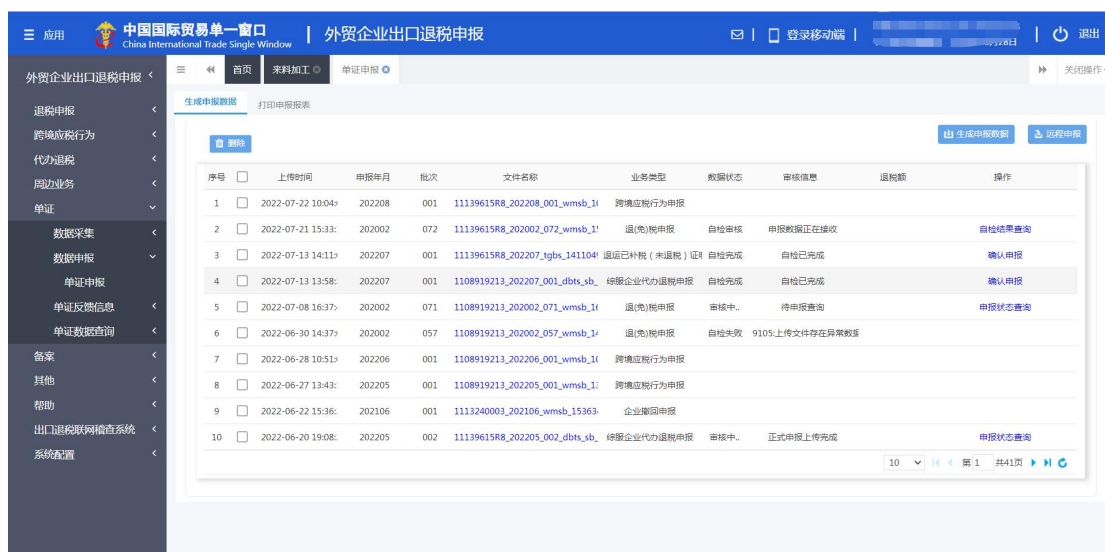 应用 中国国际贸易单一窗口 外贸企业出口退税申报 登录移动端 退出
China International Trade Single Window
外贸企业出口退税申报 首页 来料加工 单证申报 关闭操作
生成申报数据 打印申报报表
退税申报
跨境应税行为
代办退税
周边业务
单证
数据采集
数据申报
单证申报
单证反馈信息
单证数据查询
备案
其他
帮助
出口退税联网稽查系统
系统配置
生成申报数据 远程申报
删除
序号 上传时间 申报年月 批次 文件名称 业务类型 数据状态 审核信息 退税额 操作
1 2022-07-22 10:04: 202208 001 11139615R8_202208_001_wmsb_1 跨境应税行为申报
2 2022-07-21 15:33: 202002 072 11139615R8_202002_072_wmsb_1 退(免)税申报 自检审核 申报数据正在接收 自检结果查询
3 2022-07-13 14:11: 202207 001 11139615R8_202207_tgbs_141104 退运已补税(未退税)证 自检完成 自检已完成 确认申报
4 2022-07-13 13:58: 202207 001 1108919213_202207_001_dbts_sb_ 综服企业代办退税申报 自检完成 自检已完成 确认申报
5 2022-07-08 16:37: 202002 071 1108919213_202002_071_wmsb_16 退(免)税申报 审核中.. 待申报查询 申报状态查询
6 2022-06-30 14:37: 202002 057 1108919213_202002_057_wmsb_14 退(免)税申报 自检失败 9105:上传文件存在异常数据
7 2022-06-28 10:51: 202206 001 1108919213_202206_001_wmsb_1 跨境应税行为申报
8 2022-06-27 13:43: 202205 001 1108919213_202205_001_wmsb_1 跨境应税行为申报
9 2022-06-22 15:36: 202106 001 1113240003_202106_wmsb_15363 企业撤回申报
10 2022-06-20 19:08: 202205 002 11139615R8_202205_002_dbts_sb_ 综服企业代办退税申报 审核中.. 正式申报上传完成 申报状态查询
10 第 1 共41页